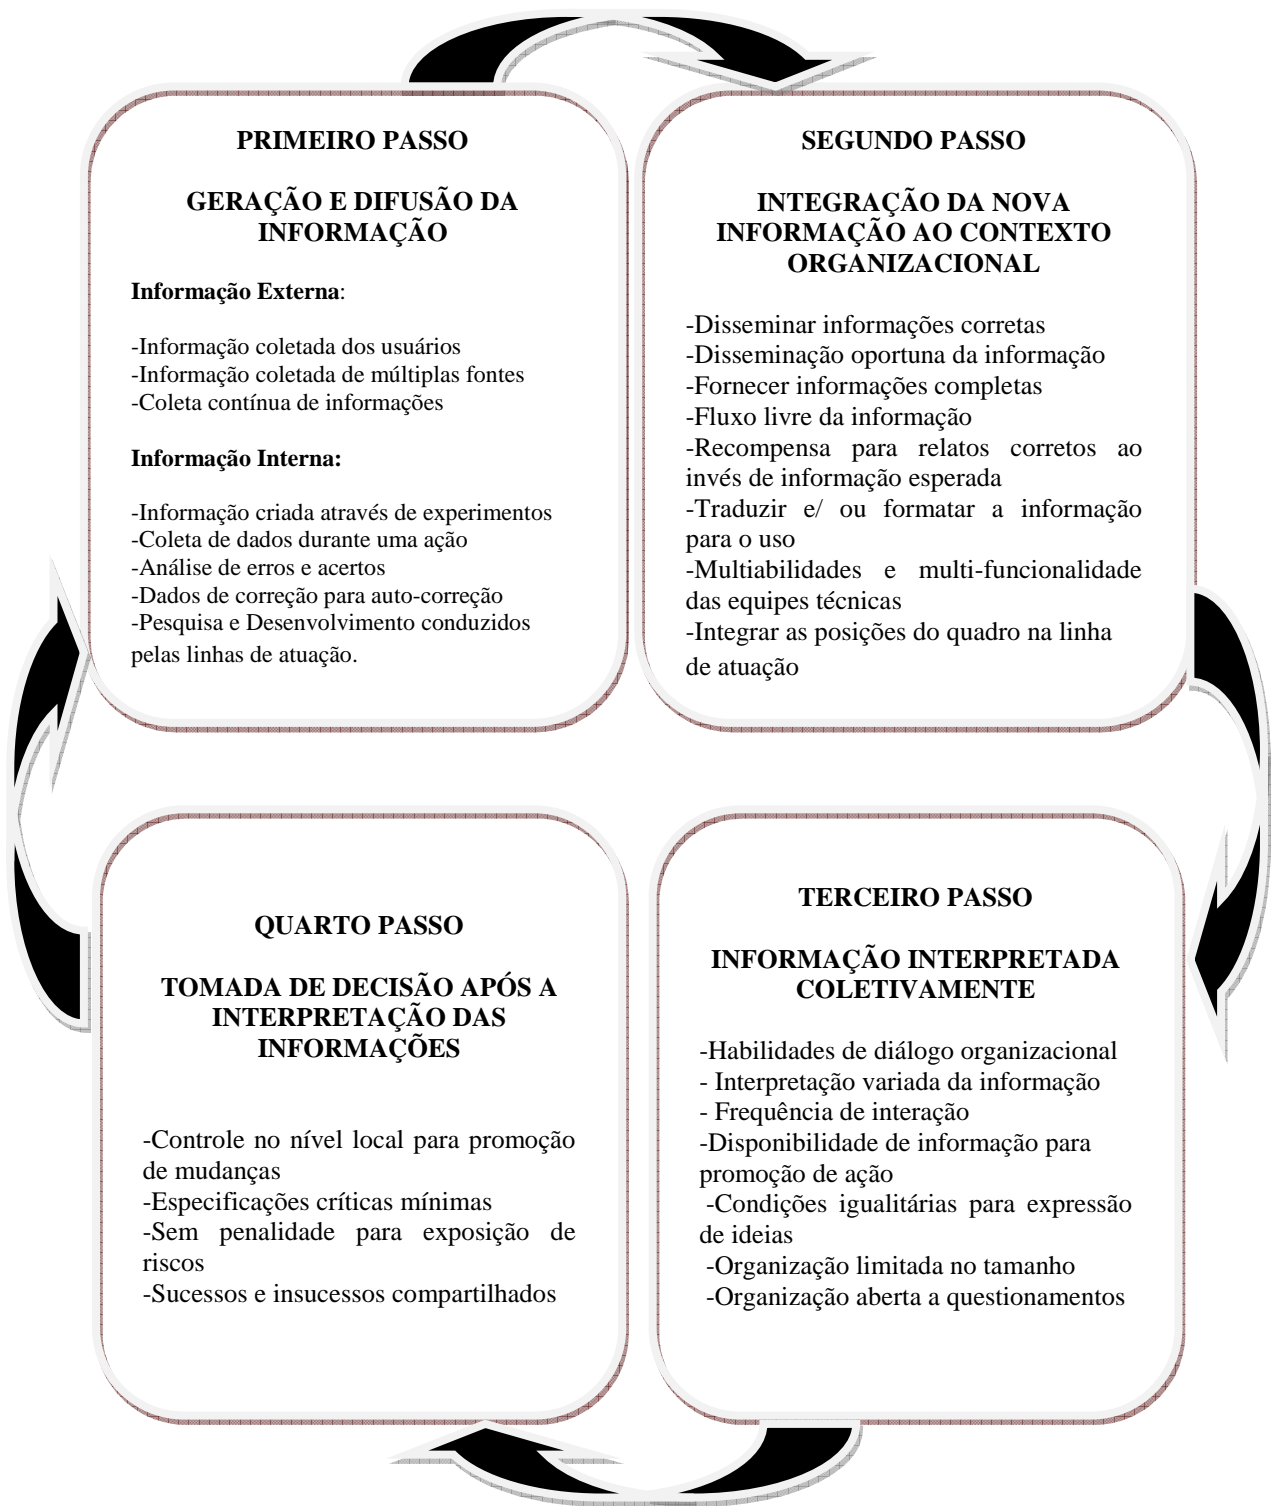 PRIMEIRO PASSO
GERAÇÃO E DIFUSÃO DA
INFORMAÇÃO
Informação Externa:
-Informação coletada dos usuários
-Informação coletada de múltiplas fontes
-Coleta contínua de informações
Informação Interna:
-Informação criada através de experimentos
-Coleta de dados durante uma ação
-Análise de erros e acertos
-Dados de correção para auto-correção
-Pesquisa e Desenvolvimento conduzidos
pelas linhas de atuação.
SEGUNDO PASSO
INTEGRAÇÃO DA NOVA
INFORMAÇÃO AO CONTEXTO
ORGANIZACIONAL
-Disseminar informações corretas
-Disseminação oportuna da informação
-Fornecer informações completas
-Fluxo livre da informação
-Recompensa para relatos corretos ao
invés de informação esperada
-Traduzir e/ ou formatar a informação
para o uso
-Multiabilidades e multi-funcionalidade
das equipes técnicas
-Integrar as posições do quadro na linha
de atuação
TERCEIRO PASSO
INFORMAÇÃO INTERPRETADA
COLETIVAMENTE
-Habilidades de diálogo organizacional
- Interpretação variada da informação
- Frequência de interação
-Disponibilidade de informação para
promoção de ação
-Condições igualitárias para expressão
de ideias
-Organização limitada no tamanho
-Organização aberta a questionamentos
QUARTO PASSO
TOMADA DE DECISÃO APÓS A
INTERPRETAÇÃO DAS
INFORMAÇÕES
-Controle no nível local para promoção
de mudanças
-Especificações críticas mínimas
-Sem penalidade para exposição de
riscos
-Sucessos e insucessos compartilhados